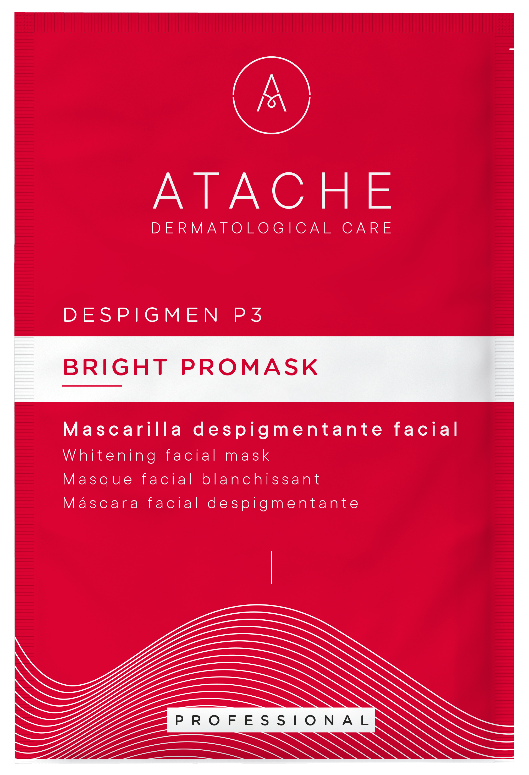 ATACHE
DERMATOLOGICAL CARE
DESPIGMEN P3
BRIGHT PROMASK
Mascarilla despigmentante facial
Whitening facial mask
Masque facial blanchissant
Máscara facial despigmentante
PROFESSIONAL